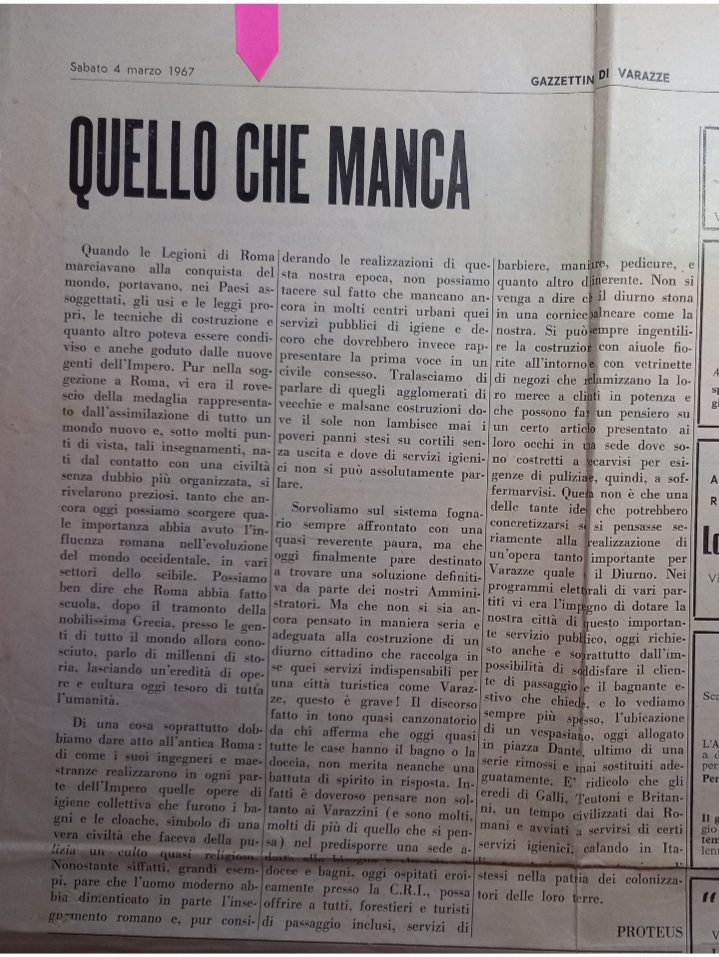 Sabato 4 marzo 1967
GAZZETTIN DI VARAZZE
QUELLO CHE MANCA
Quando le Legioni di Roma
marciavano alla conquista del
mondo, portavano, nei Paesi as-
soggettati, gli usi e le leggi pro-
pri, le tecniche di costruzione e
quanto altro poteva essere condi-
viso e anche goduto dalle nuove
genti dell'Impero. Pur nella sog-
gezione a Roma, vi era il rove-
scio della medaglia rappresenta-
to dall'assimilazione di tutto un
mondo nuovo e, sotto molti pun-
ti di vista, tali insegnamenti, na-
ti dal contatto con una civiltà
senza dubbio più organizzata, si
rivelarono preziosi. tanto che an-
cora oggi possiamo scorgere qua-
le importanza abbia avuto l'in-
fluenza romana nell'evoluzione
del mondo occidentale, in vari
settori dello scibile. Possiamo
ben dire che Roma abbia fatto
scuola, dopo il tramonto della
nobilissima Grecia, presso le gen-
ti di tutto il mondo allora cono-
sciuto, parlo di millenni di sto-
ria, lasciando un'eredità di ope-
re e cultura oggi tesoro di tutta
l'umanità.
Di una cosa soprattutto dob-
biamo dare atto all'antica Roma:
di come i suoi ingegneri e mae-
stranze realizzarono in ogni par-
te dell'Impero quelle opere di
igiene collettiva che furono i ba-
gni e le cloache, simbolo di una
vera civiltà che faceva della pu-
lizia un culto quasi religioso.
Nonostante siffatti, grandi esem-
pi, pare che l'uomo moderno ab-
bia dimenticato in parte l'inse-
gnamento romano e, pur consi-
derando le realizzazioni di que-
sta nostra epoca, non possiamo
tacere sul fatto che mancano an-
cora in molti centri urbani quei
servizi pubblici di igiene e de-
coro che dovrebbero invece rap-
presentare la prima voce in un
civile consesso. Tralasciamo di
parlare di quegli agglomerati di
vecchie e malsane costruzioni do-
ve il sole non lambisce mai i
poveri panni stesi su cortili sen-
za uscita e dove di servizi igieni-
ci non si può assolutamente par-
lare.
Sorvoliamo sul sistema fogna-
rio sempre affrontato con una
quasi reverente paura, ma che
oggi finalmente pare destinato
a trovare una soluzione definiti-
va da parte dei nostri Ammini-
stratori. Ma che non si sia an-
cora pensato in maniera seria e
adeguata alla costruzione di un
diurno cittadino che raccolga in
se quei servizi indispensabili per
una città turistica come Varaz-
ze, questo è grave! Il discorso
fatto in tono quasi canzonatorio
da chi afferma che oggi quasi
tutte le case hanno il bagno o la
doccia, non merita neanche una
battuta di spirito in risposta. In-
fatti è doveroso pensare non sol-
tanto ai Varazzini (e sono molti,
molti di più di quello che si pen-
sa) nel predisporre una sede a-
docce e bagni, oggi ospitati eroi-
camente presso la C.R.I., possa
offrire a tutti, forestieri e turisti
di passaggio inclusi, servizi di
barbiere, manicure, pedicure, e
quanto altro inerente. Non si
venga a dire il diurno stona
in una cornice balneare come la
nostra. Si può sempre ingentili-
re la costruzione con aiuole fio-
rite all'intorno e con vetrinette
di negozi che reclamizzano la lo-
ro merce a clienti in potenza e
che possono far un pensiero su
un certo articolo presentato ai
loro occhi in una sede dove so-
no costretti a recarvisi per esi-
genze di pulizia e, quindi, a sof-
fermarvisi. Questa non è che una
delle tante idee che potrebbero
concretizzarsi se si pensasse se-
riamente alla realizzazione di
un'opera tanto importante per
Varazze quale il Diurno. Nei
programmi elettorali di vari par-
titi vi era l'impegno di dotare la
nostra città di questo importan-
te servizio pubblico, oggi richie-
sto anche e soprattutto dall'im-
possibilità di soddisfare il clien-
te di passaggio e il bagnante e-
stivo che chiede, e lo vediamo
sempre più spesso, l'ubicazione
di un vespasiano, oggi allogato
in piazza Dante, ultimo di una
serie rimossi e mai sostituiti ade-
guatamente. E' ridicolo che gli
eredi di Galli, Teutoni e Britan-
ni, un tempo civilizzati dai Ro-
mani e avviati a servirsi di certi
servizi igienici, calando in Ita-
stessi nella patria dei colonizza-
tori delle loro terre.
PROTEUS